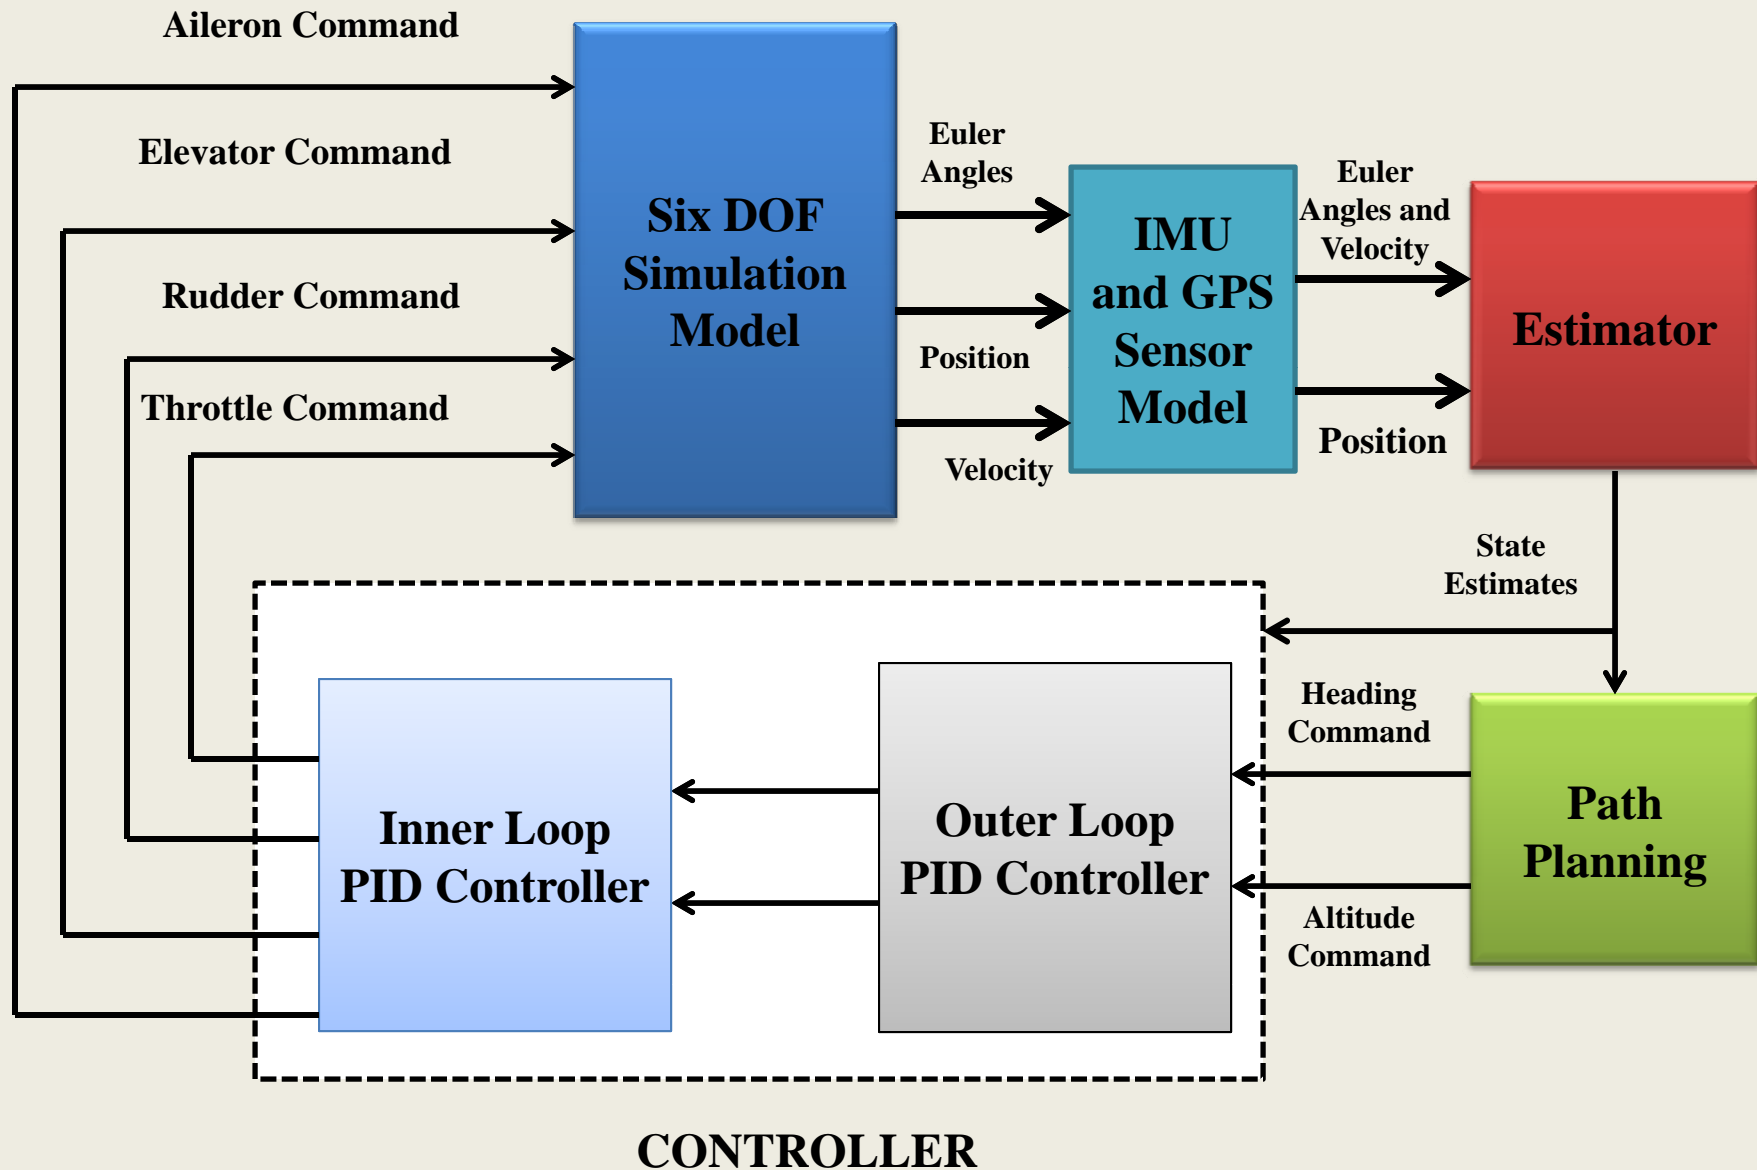 Aileron Command
Elevator Command
Rudder Command
Throttle Command
Six DOF
Simulation
Model
Euler
Angles
Position
Velocity
IMU
and GPS
Sensor
Model
Euler
Angles and
Velocity
Position
Estimator
State
Estimates
Heading
Command
Altitude
Command
Path
Planning
Outer Loop
PID Controller
Inner Loop
PID Controller
CONTROLLER